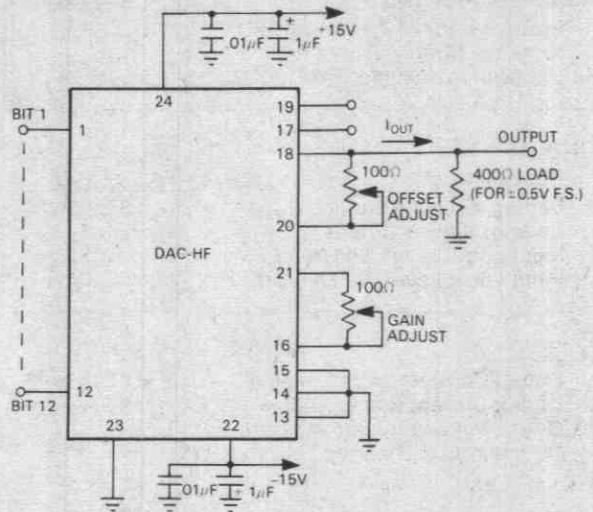 +15V
.01µF
1µF
24
BIT 1
1
19
17
18
IOUT
OUTPUT
100Ω
OFFSET
ADJUST
400Ω LOAD
(FOR ±0.5V F.S.)
20
DAC-HF
21
100Ω
GAIN
ADJUST
16
15
14
13
12
BIT 12
23
22
-15V
.01µF
1µF
+
+